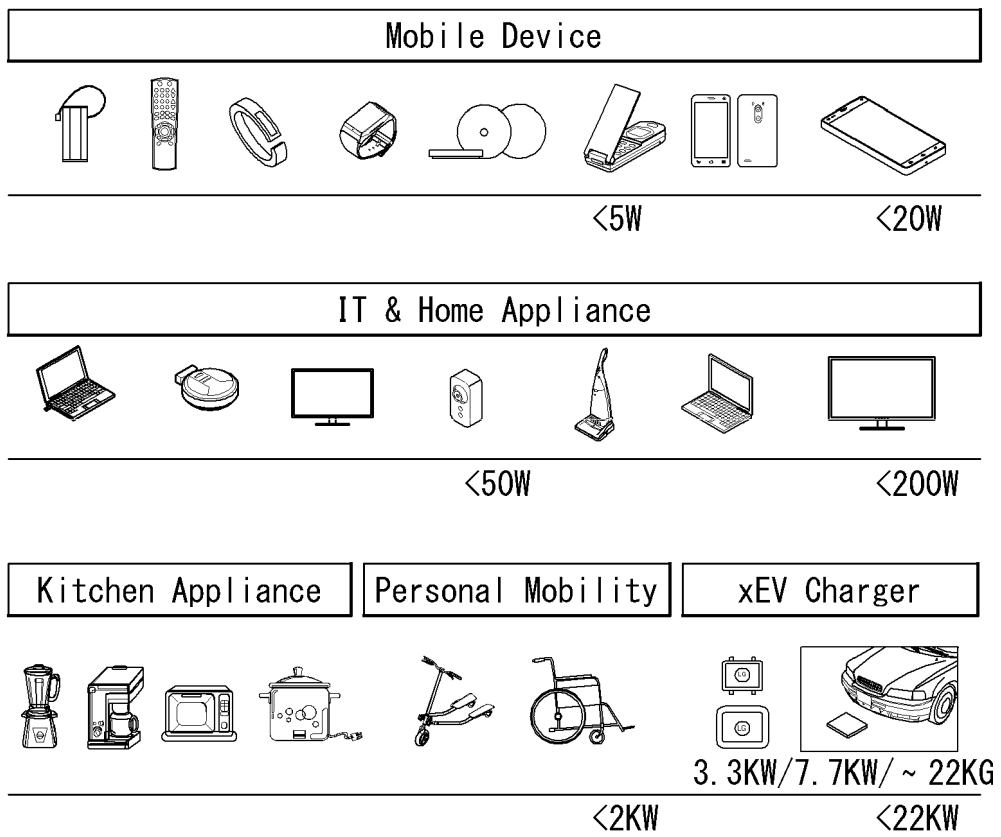 Mobile Device
<5W
<20W
IT & Home Appliance
<50W
<200W
Kitchen Appliance
Personal Mobility
xEV Charger
LG
LG
3.3KW/7.7KW/ ~ 22KG
<2KW
<22KW